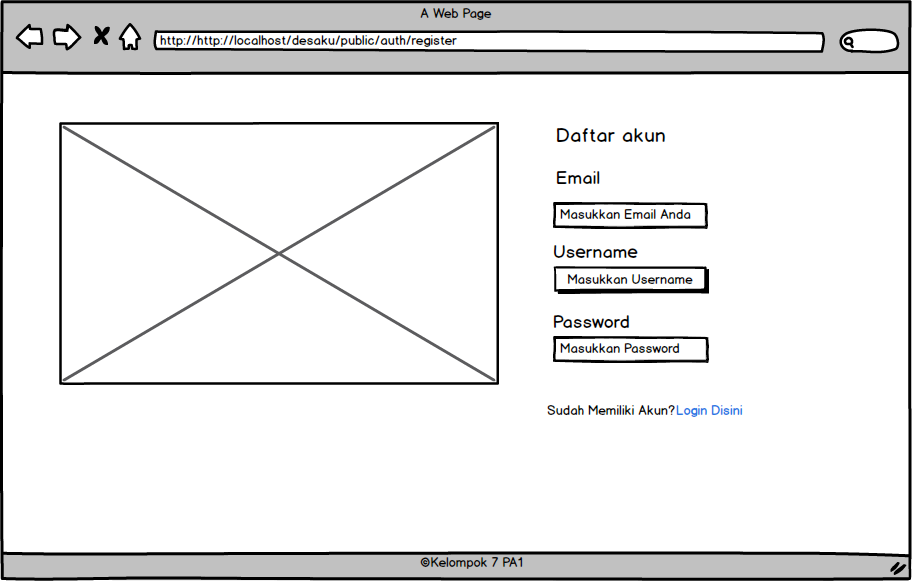 A Web Page
http://http://localhost/desaku/public/auth/register
Daftar akun
Email
Masukkan Email Anda
Username
Masukkan Username
Password
Masukkan Password
Sudah Memiliki Akun?Login Disini
©Kelompok 7 PA1